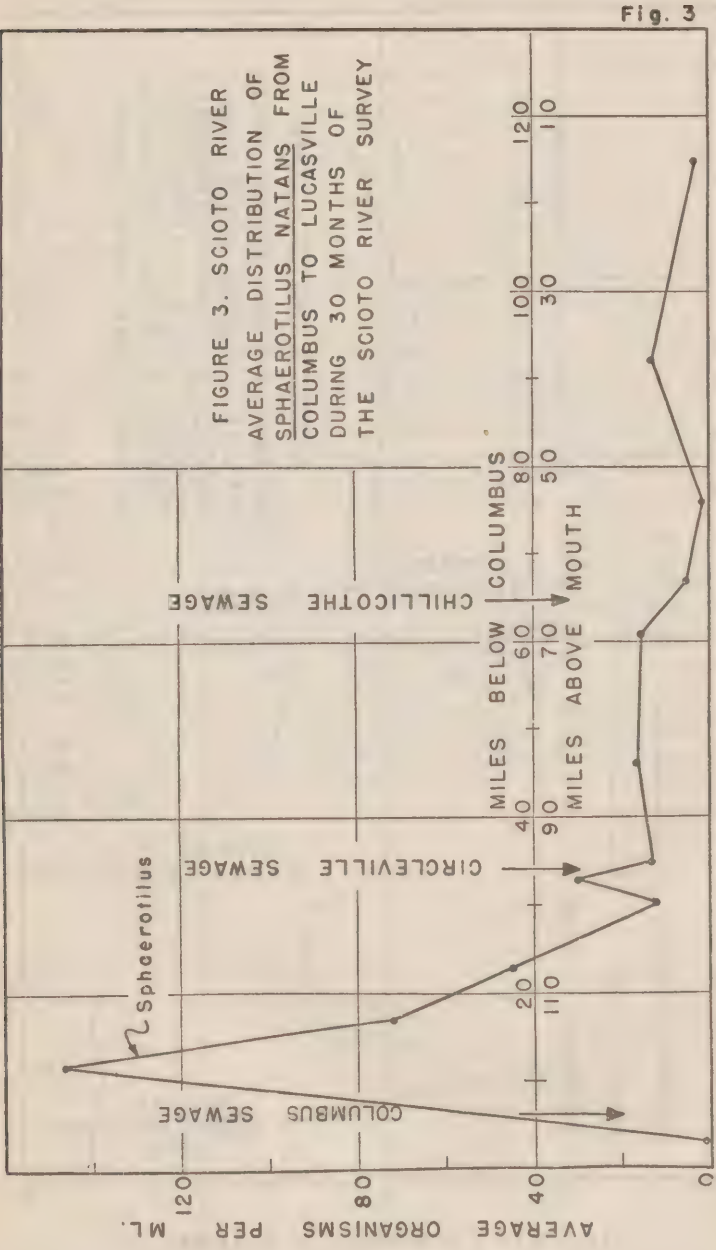 Fig. 3
FIGURE 3. SCIOTO RIVER
AVERAGE DISTRIBUTION OF
SPHAEROTILUS NATANS FROM
COLUMBUS TO LUCASVILLE
DURING 30 MONTHS OF
THE SCIOTO RIVER SURVEY
AVERAGE ORGANISMS PER ML.
120
80
40
0
Sphaerotilus
COLUMBUS SEWAGE
CIRCLEVILLE SEWAGE
CHILLICOTHE SEWAGE
MILES BELOW COLUMBUS
20 40 60 80 100 120
110 90 70 50 30 10
MILES ABOVE MOUTH